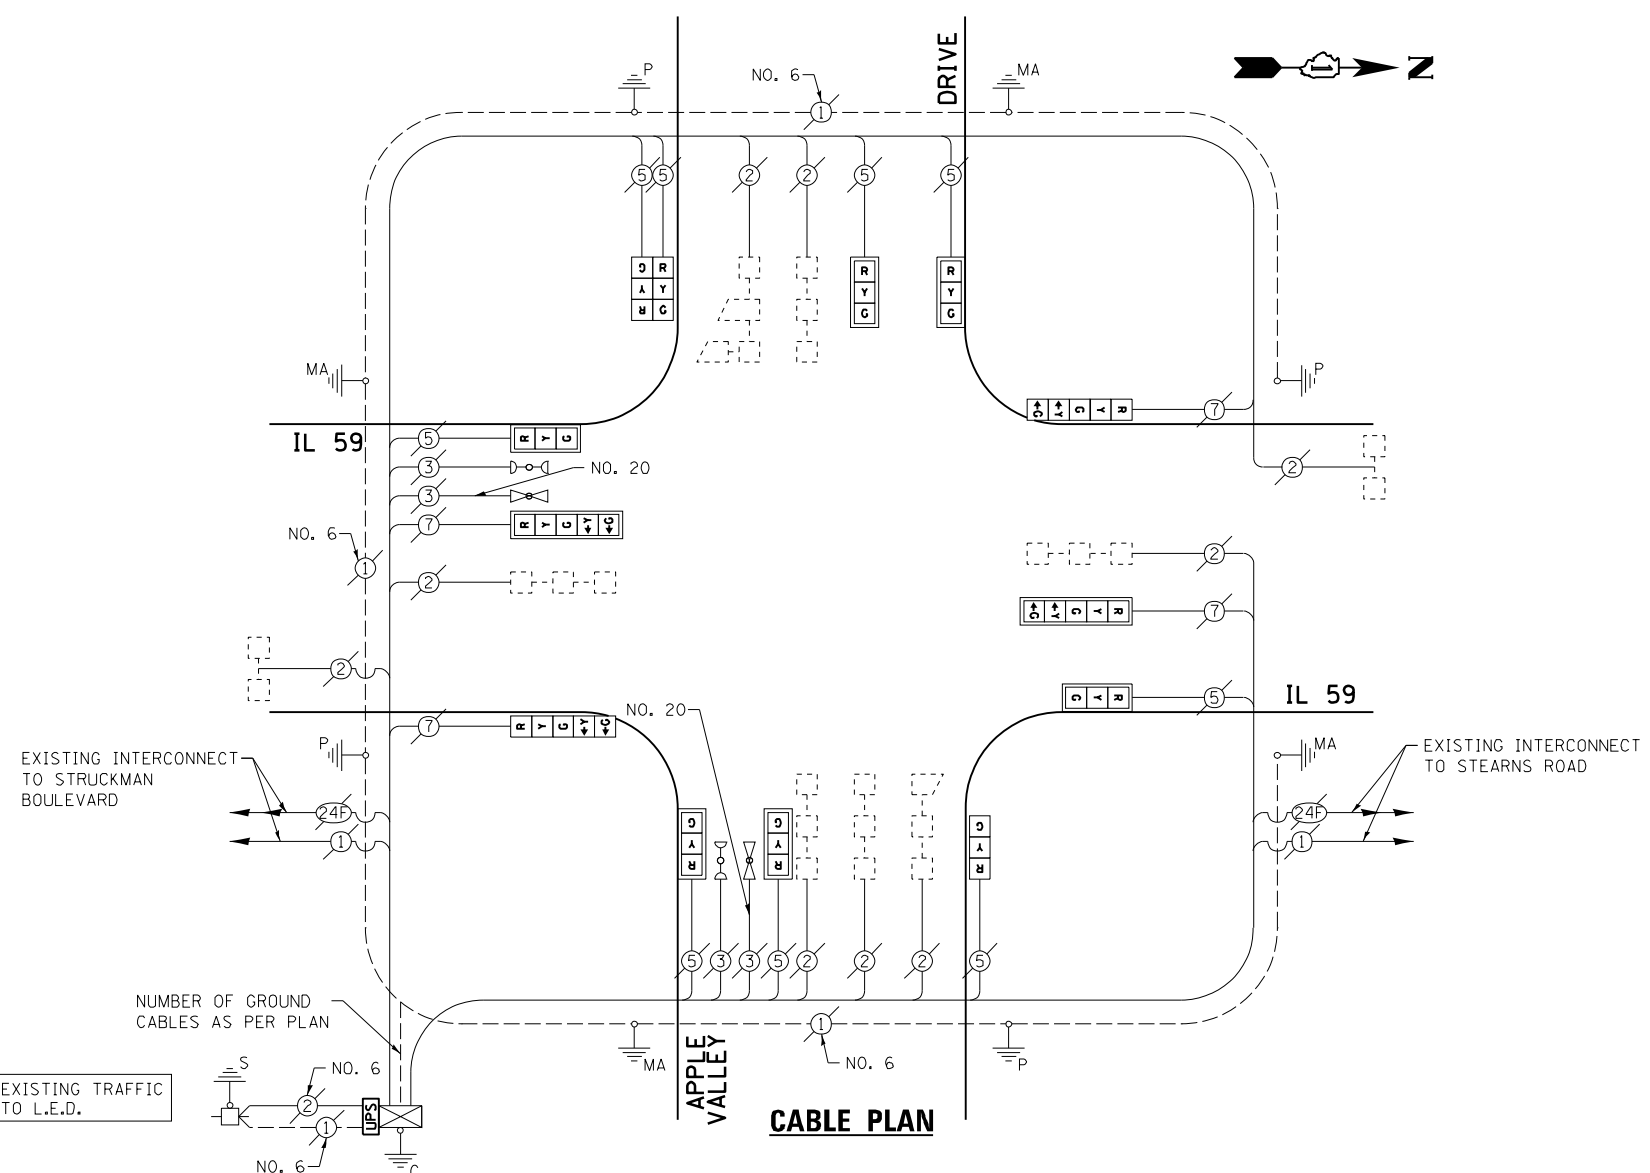 P
NO. 6
1
DRIVE
MA
N
5
5
2
2
5
5
G
Y
R
R
Y
G
R
Y
G
R
Y
G
MA
P
IL 59
5
R Y G
3
NO. 20
3
7
R Y G Y G
2
NO. 6
1
2
7
R Y G Y G
G Y G Y R
7
2
2
G Y G Y R
7
G Y R
5
IL 59
P
EXISTING INTERCONNECT
TO STRUCKMAN
BOULEVARD
24F
1
NO. 20
G
Y
R
G
Y
R
G
Y
R
5
3
3
5
2
2
2
5
MA
EXISTING INTERCONNECT
TO STEARNS ROAD
24F
1
NUMBER OF GROUND
CABLES AS PER PLAN
1
NO. 6
MA
P
APPLE
VALLEY
CABLE PLAN
S
NO. 6
2
1
NO. 6
UPS
C
EXISTING TRAFFIC
TO L.E.D.